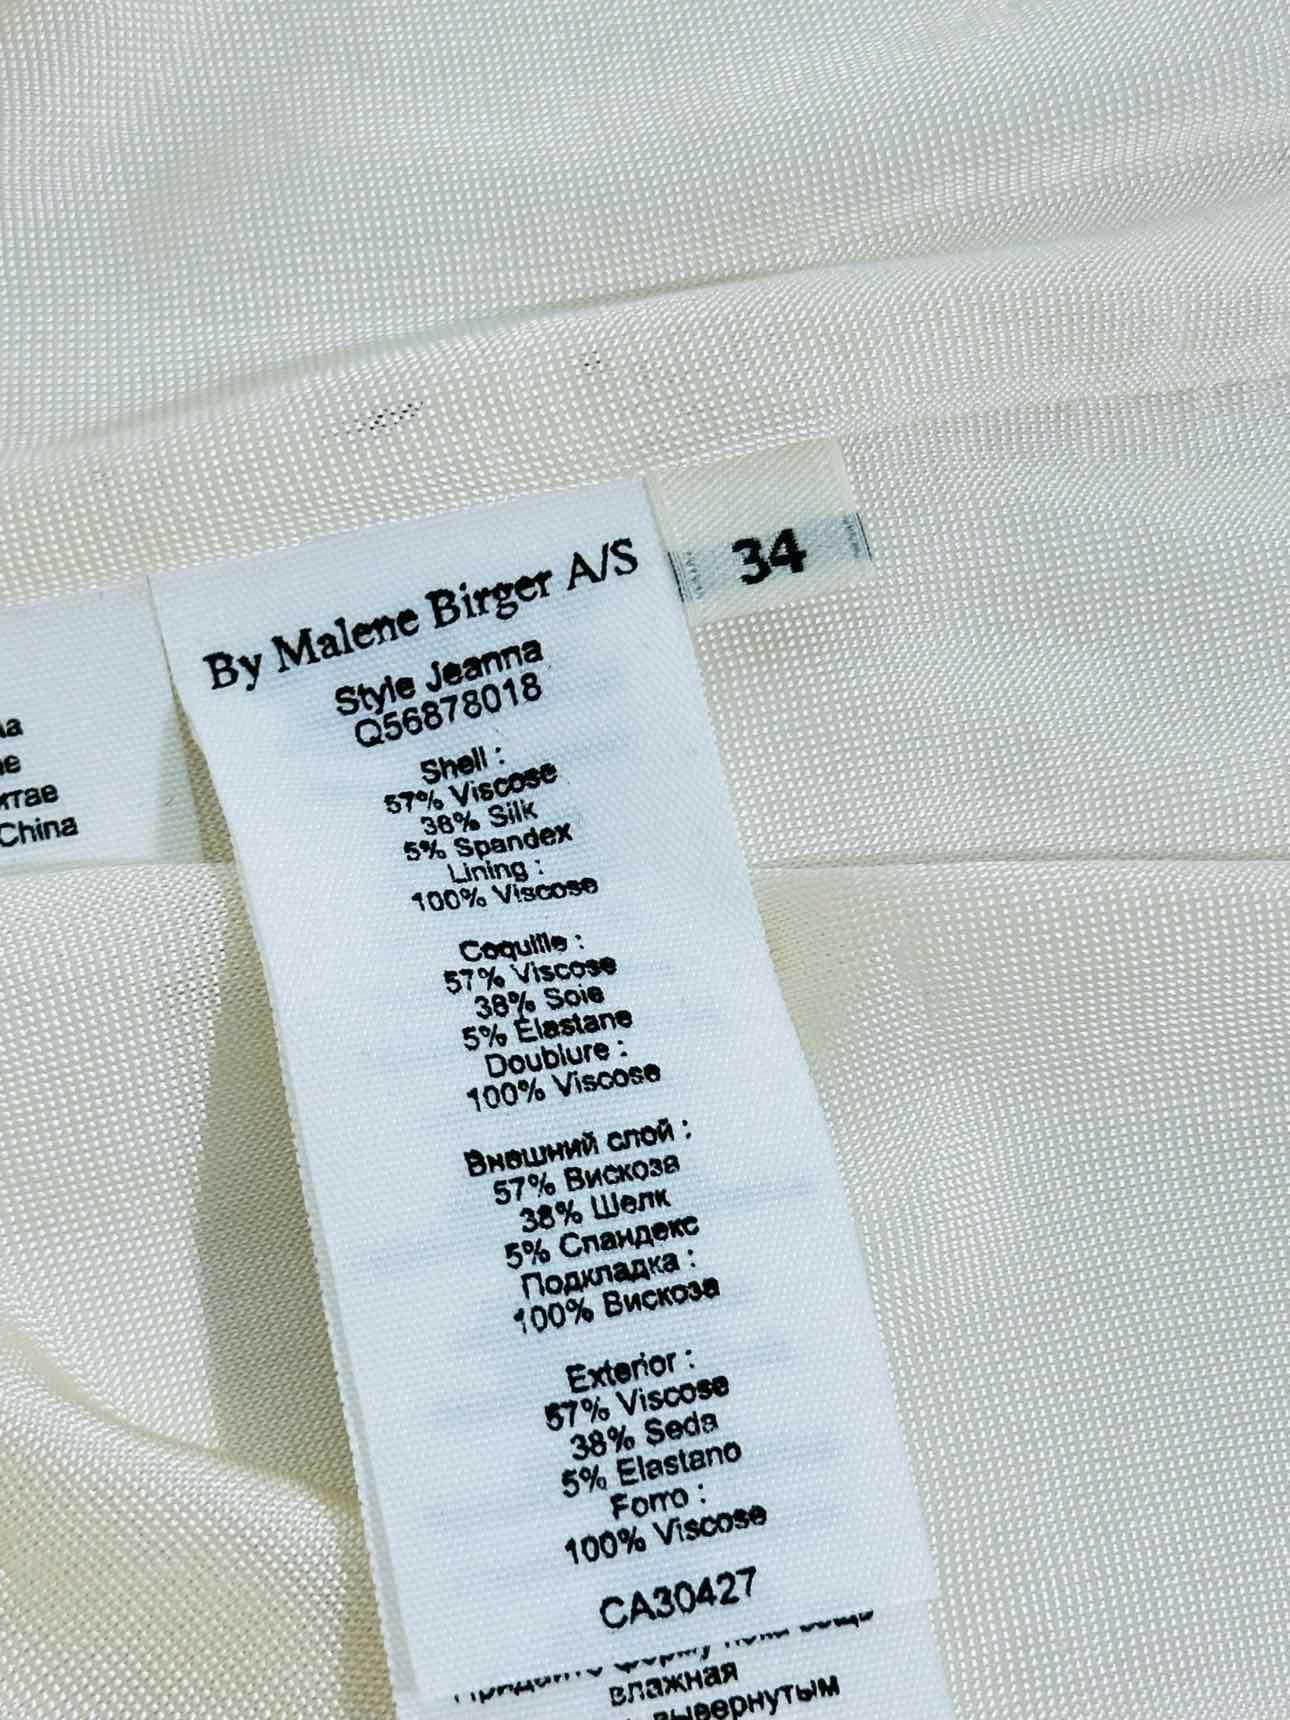 34
By Malene Birger A/S
Style Jeanna
Q56878018
Shell :
57% Viscose
38% Silk
5% Spandex
Lining :
100% Viscose
Coquille :
57% Viscose
38% Soie
5% Élastane
Doublure :
100% Viscose
Внешний слой :
57% Вискоза
38% Шелк
5% Спандекс
Подкладка :
100% Вискоза
Exterior :
57% Viscose
38% Seda
5% Elastano
Forro :
100% Viscose
CA30427
влажная
вывернутым
China